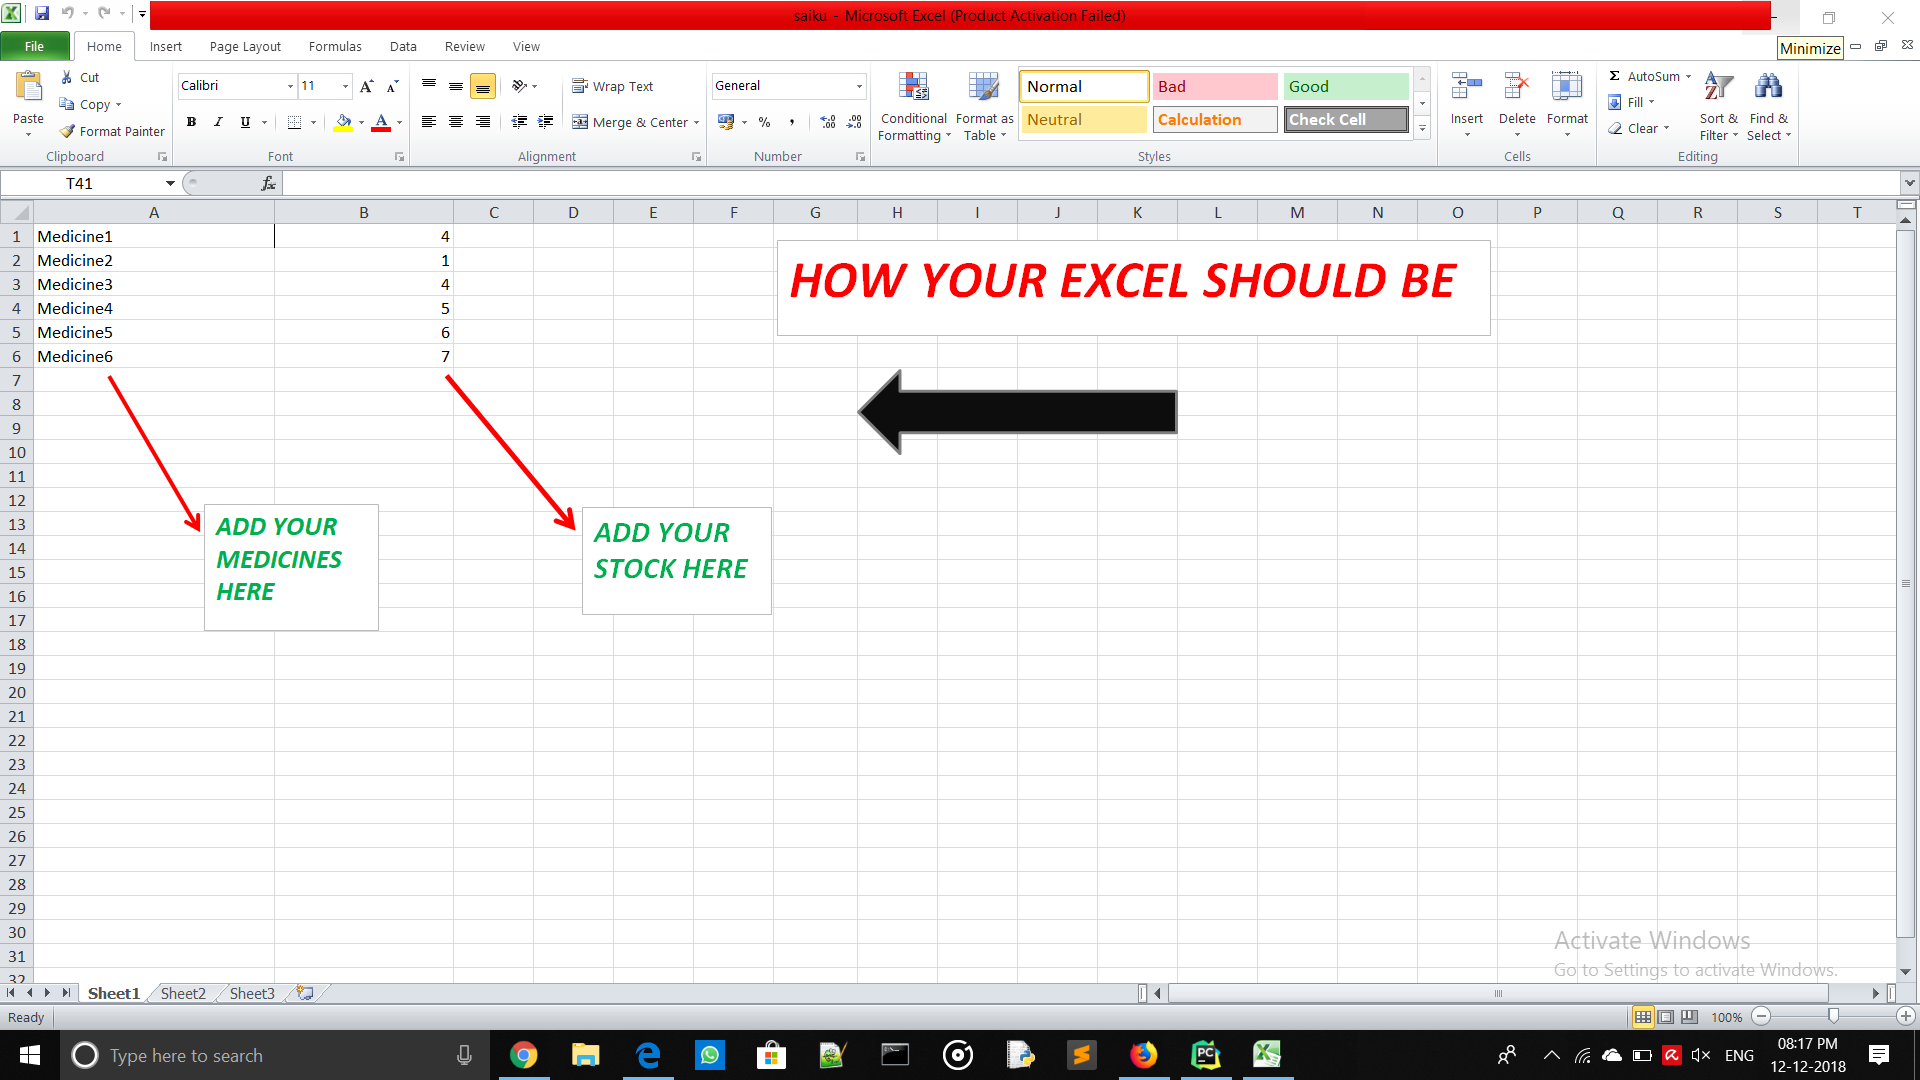 saiku - Microsoft Excel (Product Activation Failed)
File Home Insert Page Layout Formulas Data Review View
Minimize
Paste
Cut
Copy
Format Painter
Clipboard
Calibri 11
B I U
Font
Wrap Text
Merge & Center
Alignment
General
%
Number
Conditional Formatting
Format as Table
Normal Bad Good
Neutral Calculation Check Cell
Styles
Insert Delete Format
Cells
Σ AutoSum
Fill
Clear
Sort & Filter
Find & Select
Editing
T41
fx
A B C D E F G H I J K L M N O P Q R S T
1 Medicine1 4
2 Medicine2 1
3 Medicine3 4
4 Medicine4 5
5 Medicine5 6
6 Medicine6 7
HOW YOUR EXCEL SHOULD BE
7
8
9
10
11
12
13
14
15
16
17
18
19
20
21
22
23
24
25
26
27
28
29
30
31
32
ADD YOUR
MEDICINES
HERE
ADD YOUR
STOCK HERE
Activate Windows
Go to Settings to activate Windows.
Sheet1 Sheet2 Sheet3
Ready
100%
Type here to search
PC
ENG
08:17 PM
12-12-2018